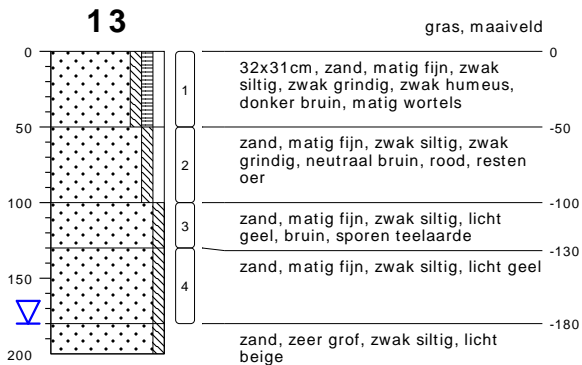 13
gras, maaiveld
0
0
32x31cm, zand, matig fijn, zwak
siltig, zwak grindig, zwak humeus,
donker bruin, matig wortels
1
50
-50
zand, matig fijn, zwak siltig, zwak
grindig, neutraal bruin, rood, resten
oer
2
100
-100
zand, matig fijn, zwak siltig, licht
geel, bruin, sporen teelaarde
3
-130
zand, matig fijn, zwak siltig, licht geel
150
4
-180
zand, zeer grof, zwak siltig, licht
beige
200